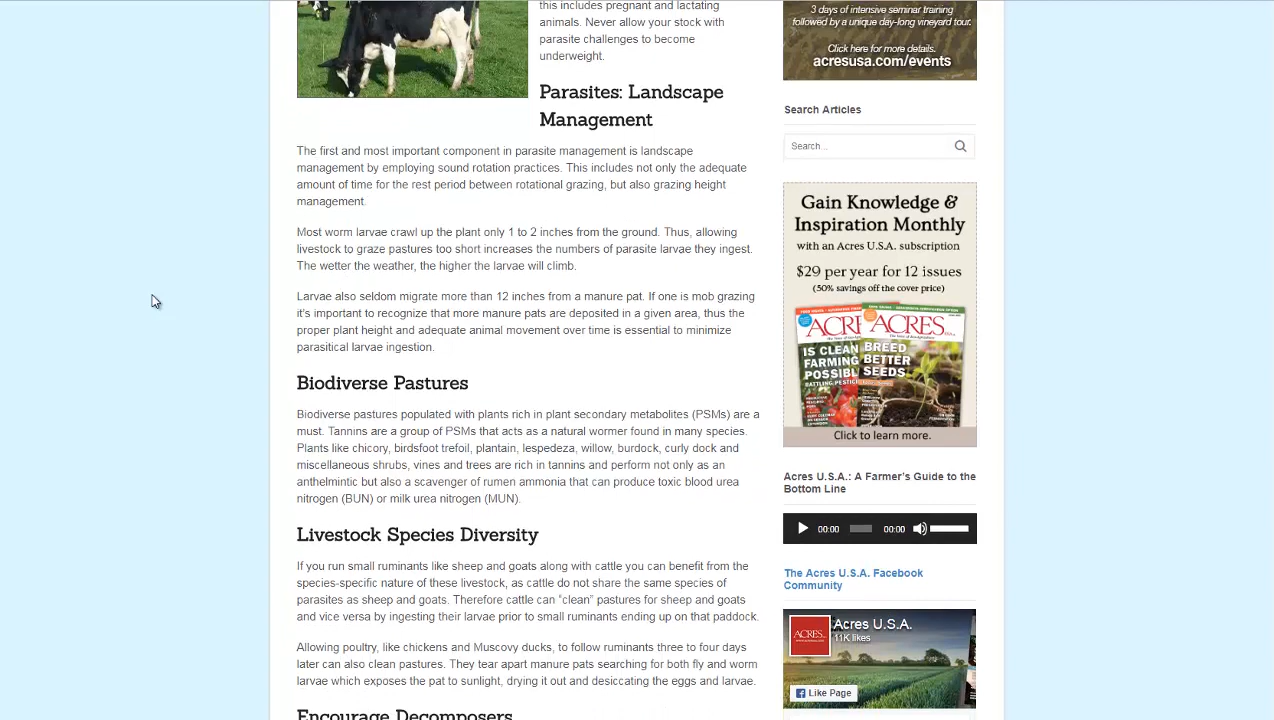 this includes pregnant and lactating
animals. Never allow your stock with
parasite challenges to become
underweight.
Parasites: Landscape
Management
The first and most important component in parasite management is landscape
management by employing sound rotation practices. This includes not only the adequate
amount of time for the rest period between rotational grazing, but also grazing height
management.
Most worm larvae crawl up the plant only 1 to 2 inches from the ground. Thus, allowing
livestock to graze pastures too short increases the numbers of parasite larvae they ingest.
The wetter the weather, the higher the larvae will climb.
Larvae also seldom migrate more than 12 inches from a manure pat. If one is mob grazing
it's important to recognize that more manure pats are deposited in a given area, thus the
proper plant height and adequate animal movement over time is essential to minimize
parasitical larvae ingestion.
Biodiverse Pastures
Biodiverse pastures populated with plants rich in plant secondary metabolites (PSMs) are a
must. Tannins are a group of PSMs that acts as a natural wormer found in many species.
Plants like chicory, birdsfoot trefoil, plantain, lespedeza, willow, burdock, curly dock and
miscellaneous shrubs, vines and trees are rich in tannins and perform not only as an
anthelmintic but also a scavenger of rumen ammonia that can produce toxic blood urea
nitrogen (BUN) or milk urea nitrogen (MUN).
Livestock Species Diversity
If you run small ruminants like sheep and goats along with cattle you can benefit from the
species-specific nature of these livestock, as cattle do not share the same species of
parasites as sheep and goats. Therefore cattle can “clean” pastures for sheep and goats
and vice versa by ingesting their larvae prior to small ruminants ending up on that paddock.
Allowing poultry, like chickens and Muscovy ducks, to follow ruminants three to four days
later can also clean pastures. They tear apart manure pats searching for both fly and worm
larvae which exposes the pat to sunlight, drying it out and desiccating the eggs and larvae.
Encourage Decomposers
3 days of intensive seminar training
followed by a unique day-long vineyard tour.
Click here for more details.
acresusa.com/events
Search Articles
Search ..
Gain Knowledge &
Inspiration Monthly
with an Acres U.S.A. subscription
$29 per year for 12 issues
(50% savings off the cover price)
ACRE ACRES
IS CLEAN
FARMING
POSSIBL
BREED
BETTER
SEEDS
Click to learn more.
Acres U.S.A.: A Farmer's Guide to the
Bottom Line
00:00 00:00
The Acres U.S.A. Facebook
Community
ACRES
Acres U.S.A.
11K likes
Like Page